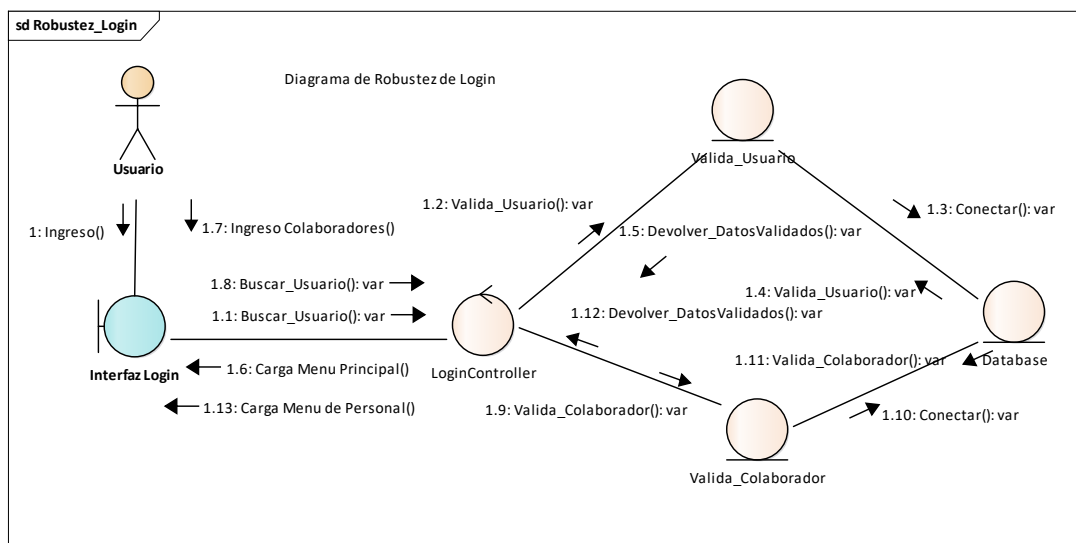 sd Robustez_Login
Diagrama de Robustez de Login
Usuario
Valida_Usuario
1.2: Valida_Usuario(): var
1.3: Conectar(): var
1: Ingreso()
1.7: Ingreso Colaboradores()
1.5: Devolver_DatosValidados(): var
1.8: Buscar_Usuario(): var
1.4: Valida_Usuario(): var
1.1: Buscar_Usuario(): var
1.12: Devolver_DatosValidados(): var
Interfaz Login
1.6: Carga Menu Principal()
LoginController
1.11: Valida_Colaborador(): var
Database
1.13: Carga Menu de Personal()
1.9: Valida_Colaborador(): var
1.10: Conectar(): var
Valida_Colaborador